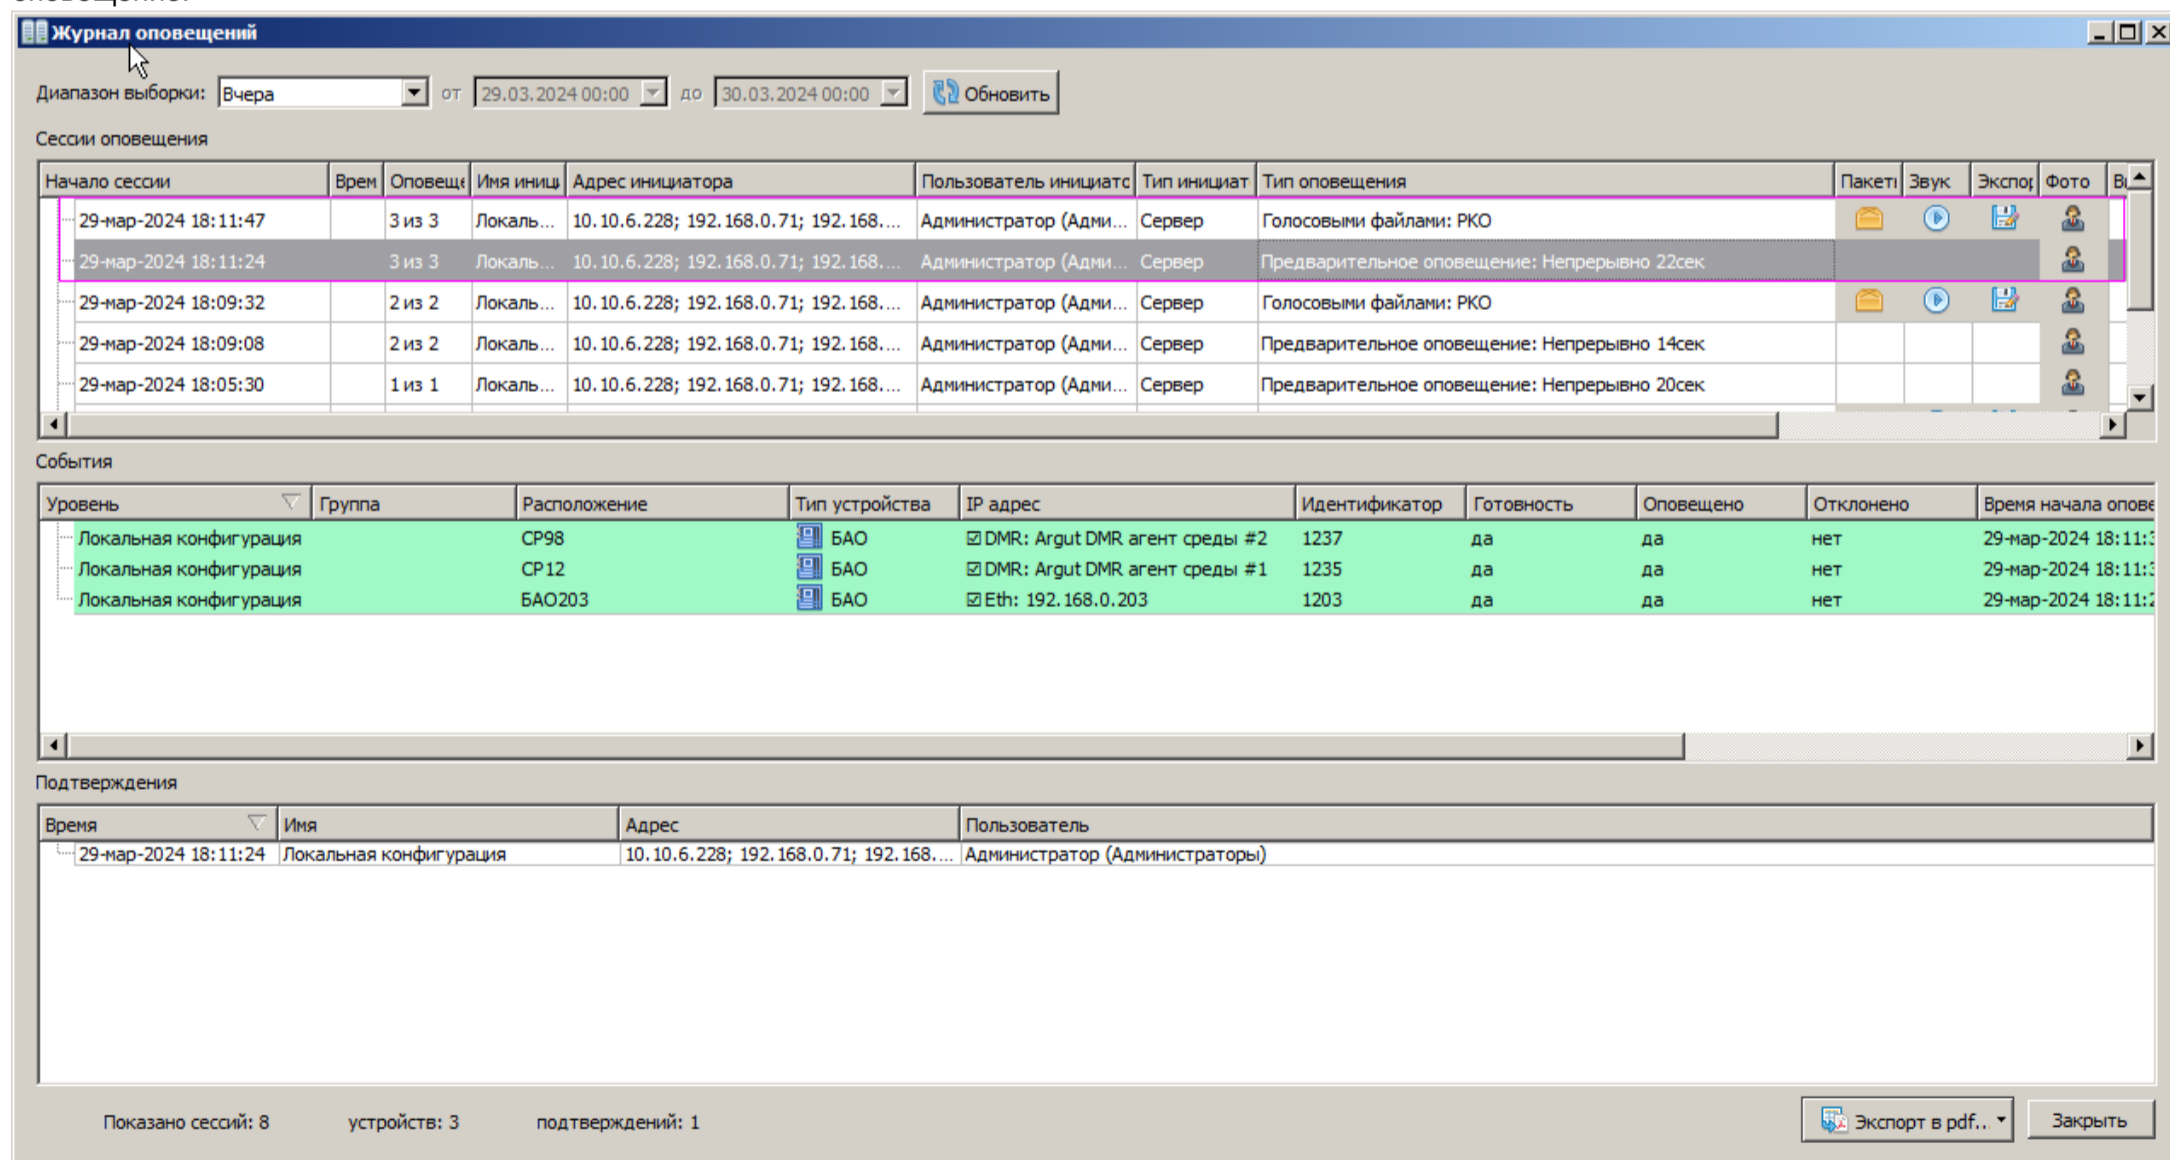 Журнал оповещений
Диапазон выборки: Вчера от 29.03.2024 00:00 до 30.03.2024 00:00 Обновить
Сессии оповещения
Начало сессии Врем Оповеще Имя иниц Адрес инициатора Пользователь инициато Тип инициат Тип оповещения Пакеты Звук Экспор Фото
29-мар-2024 18:11:47 3 из 3 Локаль... 10.10.6.228; 192.168.0.71; 192.168.... Администратор (Адми... Сервер Голосовыми файлами: РКО
29-мар-2024 18:11:24 3 из 3 Локаль... 10.10.6.228; 192.168.0.71; 192.168.... Администратор (Адми... Сервер Предварительное оповещение: Непрерывно 22сек
29-мар-2024 18:09:32 2 из 2 Локаль... 10.10.6.228; 192.168.0.71; 192.168.... Администратор (Адми... Сервер Голосовыми файлами: РКО
29-мар-2024 18:09:08 2 из 2 Локаль... 10.10.6.228; 192.168.0.71; 192.168.... Администратор (Адми... Сервер Предварительное оповещение: Непрерывно 14сек
29-мар-2024 18:05:30 1 из 1 Локаль... 10.10.6.228; 192.168.0.71; 192.168.... Администратор (Адми... Сервер Предварительное оповещение: Непрерывно 20сек
События
Уровень Группа Расположение Тип устройства IP адрес Идентификатор Готовность Оповещено Отклонено Время начала опове
Локальная конфигурация СР98 БАО DMR: Argut DMR агент среды #2 1237 да да нет 29-мар-2024 18:11:3
Локальная конфигурация СР12 БАО DMR: Argut DMR агент среды #1 1235 да да нет 29-мар-2024 18:11:3
Локальная конфигурация БАО203 БАО Eth: 192.168.0.203 1203 да да нет 29-мар-2024 18:11:2
Подтверждения
Время Имя Адрес Пользователь
29-мар-2024 18:11:24 Локальная конфигурация 10.10.6.228; 192.168.0.71; 192.168.... Администратор (Администраторы)
Показано сессий: 8 устройств: 3 подтверждений: 1 Экспорт в pdf... Закрыть